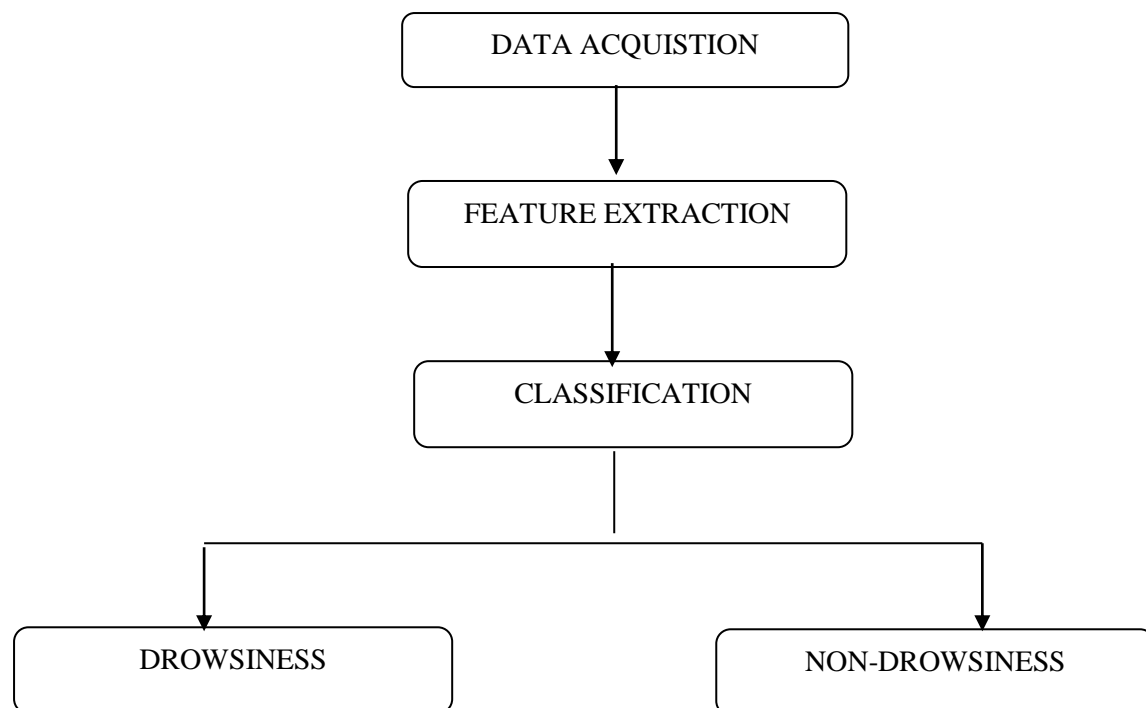 DATA ACQUISTION
FEATURE EXTRACTION
CLASSIFICATION
DROWSINESS
NON-DROWSINESS